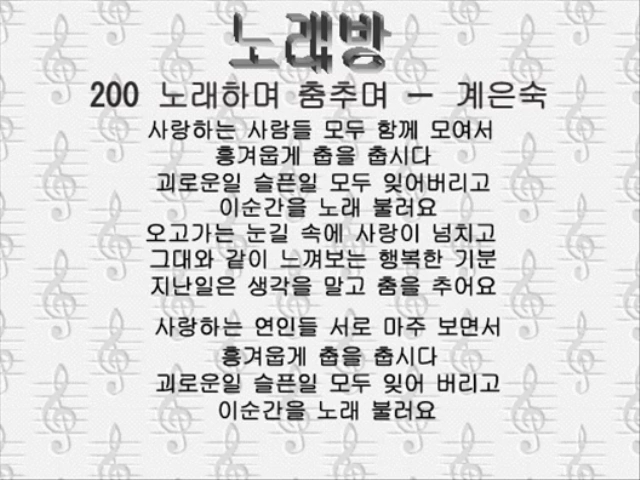 노래방
200 노래하며 춤추며 - 계은숙
사랑하는 사람들 모두 함께 모여서
흥겨웁게 춥을 춥시다
괴로운일 슬픈일 모두 잊어버리고
이순간을 노래 불러요
오고가는 눈길 속에 사랑이 넘치고
그대와 같이 느껴보는 행복한 기분
지난일은 생각을 말고 춤을 추어요
사랑하는 연인들 서로 마주 보면서
흥겨웁게 춥을 춥시다
괴로운일 슬픈일 모두 잊어 버리고
이순간을 노래 불러요